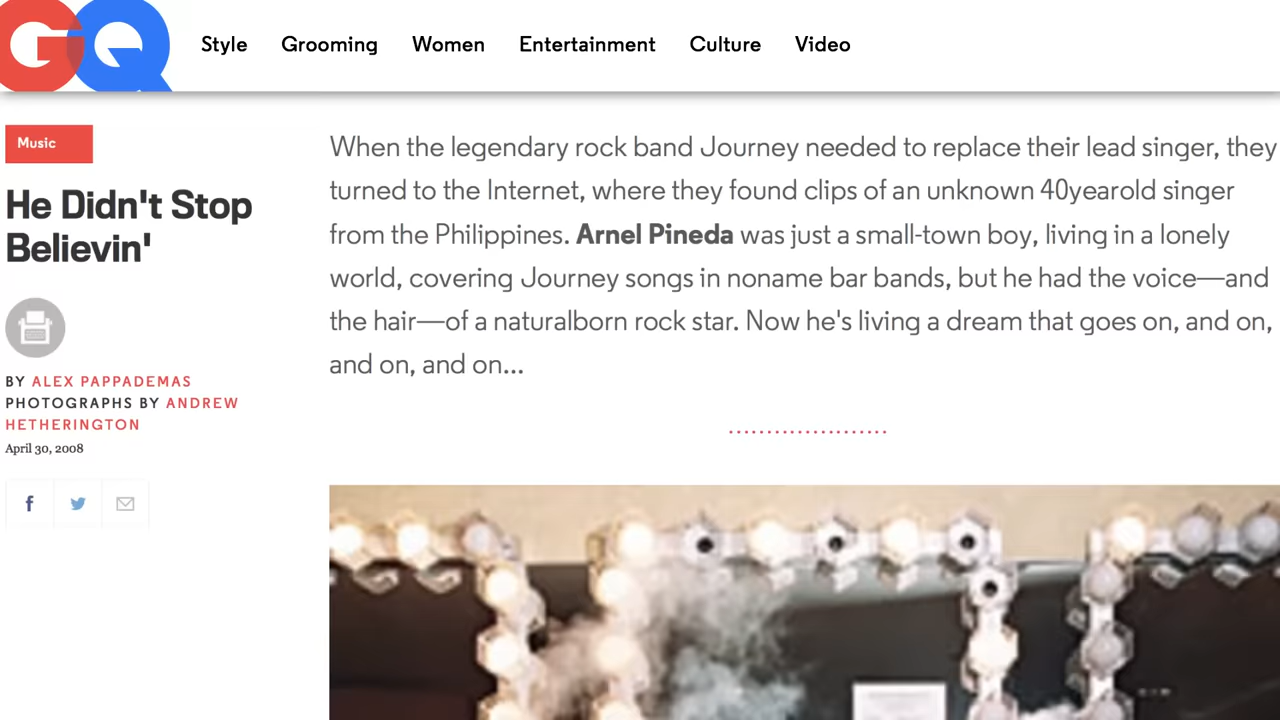 GQ
Style
Grooming
Women
Entertainment
Culture
Video
Music
He Didn't Stop
Believin'
BY ALEX PAPPADEMAS
PHOTOGRAPHS BY ANDREW
HETHERINGTON
April 30, 2008
When the legendary rock band Journey needed to replace their lead singer, they
turned to the Internet, where they found clips of an unknown 40yearold singer
from the Philippines. Arnel Pineda was just a small-town boy, living in a lonely
world, covering Journey songs in noname bar bands, but he had the voice—and
the hair—of a naturalborn rock star. Now he's living a dream that goes on, and on,
and on, and on...